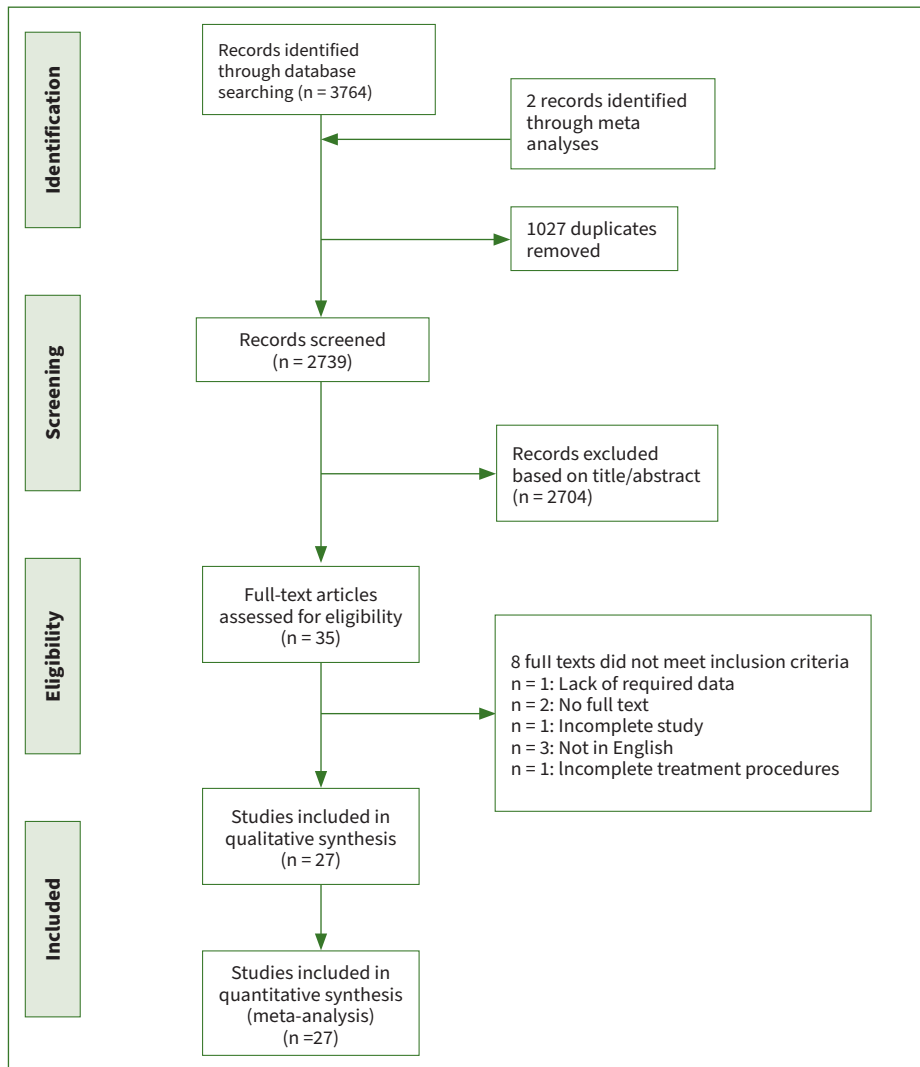 Identification
Records identified
through database
searching (n = 3764)
2 records identified
through meta
analyses
1027 duplicates
removed
Screening
Records screened
(n = 2739)
Records excluded
based on title/abstract
(n = 2704)
Eligibility
Full-text articles
assessed for eligibility
(n = 35)
8 full texts did not meet inclusion criteria
n = 1: Lack of required data
n = 2: No full text
n = 1: Incomplete study
n = 3: Not in English
n = 1: lncomplete treatment procedures
Included
Studies included in
qualitative synthesis
(n = 27)
Studies included in
quantitative synthesis
(meta-analysis)
(n =27)